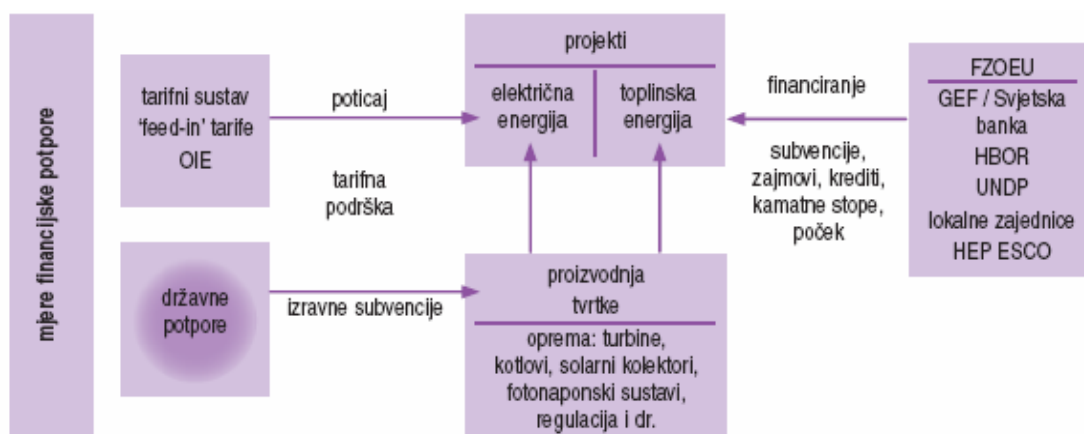 mjere financijske potpore
tarifni sustav
‘feed-in’ tarife
OIE
poticaj
tarifna
podrška
projekti
električna
energija
toplinska
energija
financiranje
subvencije,
zajmovi, krediti,
kamatne stope,
poček
FZOEU
GEF / Svjetska
banka
HBOR
UNDP
lokalne zajednice
HEP ESCO
državne
potpore
izravne subvencije
proizvodnja
tvrtke
oprema: turbine,
kotlovi, solarni kolektori,
fotonaponski sustavi,
regulacija i dr.